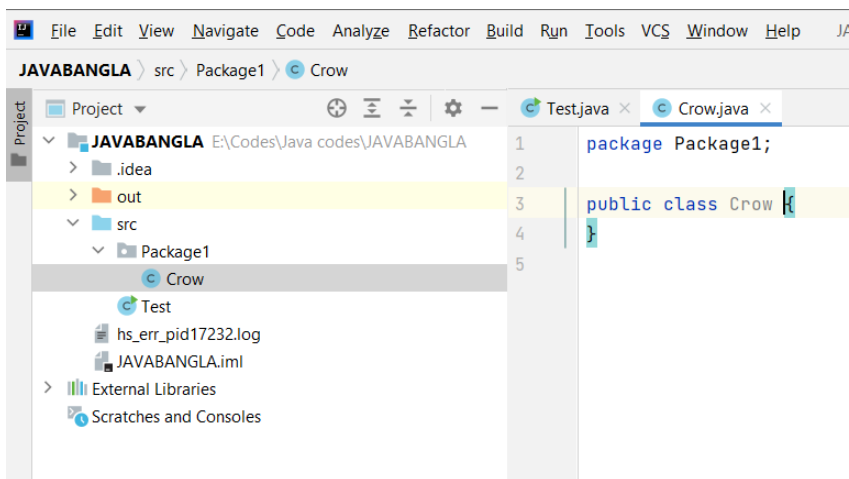 File Edit View Navigate Code Analyze Refactor Build Run Tools VCS Window Help JA
JAVABANGLA src Package1 C Crow
Project
Project
Test.java Crow.java
JAVABANGLA E:\Codes\Java codes\JAVABANGLA
.idea
out
src
Package1
C Crow
C Test
hs_err_pid17232.log
JAVABANGLA.iml
External Libraries
Scratches and Consoles
1 package Package1;
2
3 public class Crow {
4 }
5